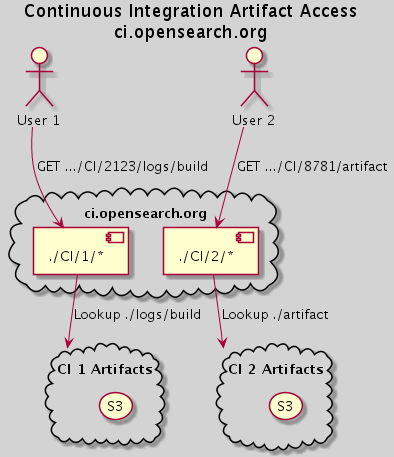 Continuous Integration Artifact Access
ci.opensearch.org
User 1
User 2
GET .../CI/2123/logs/build
GET .../CI/8781/artifact
ci.opensearch.org
./CI/1/*
./CI/2/*
Lookup ./logs/build
Lookup ./artifact
CI 1 Artifacts
CI 2 Artifacts
S3
S3